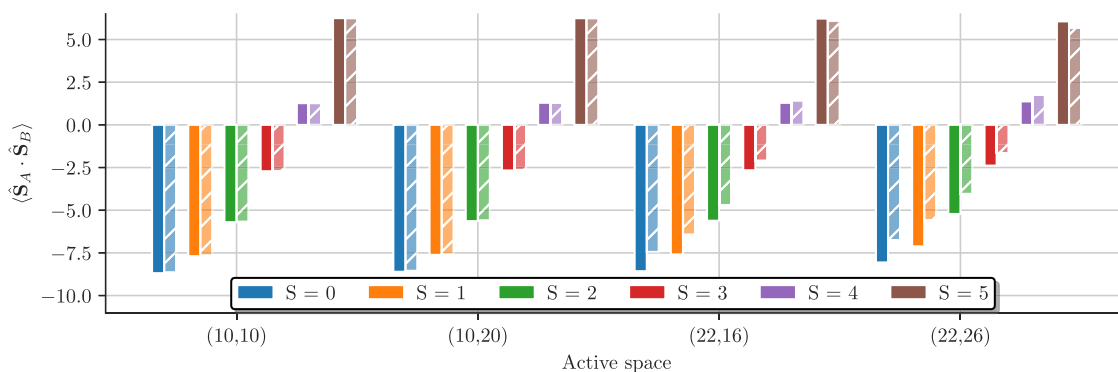 5.0
2.5
0.0
−2.5
−5.0
−7.5
−10.0
⟨Ŝ_A · Ŝ_B⟩
S = 0 S = 1 S = 2 S = 3 S = 4 S = 5
(10,10) (10,20) (22,16) (22,26)
Active space